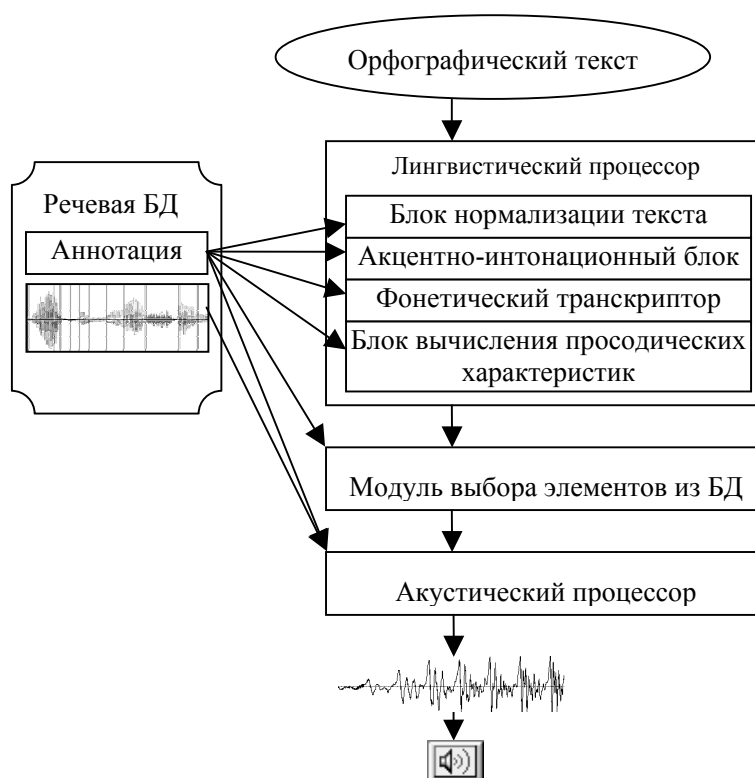 Орфографический текст
Лингвистический процессор
Речевая БД
Аннотация
Блок нормализации текста
Акцентно-интонационный блок
Фонетический транскриптор
Блок вычисления просодических
характеристик
Модуль выбора элементов из БД
Акустический процессор